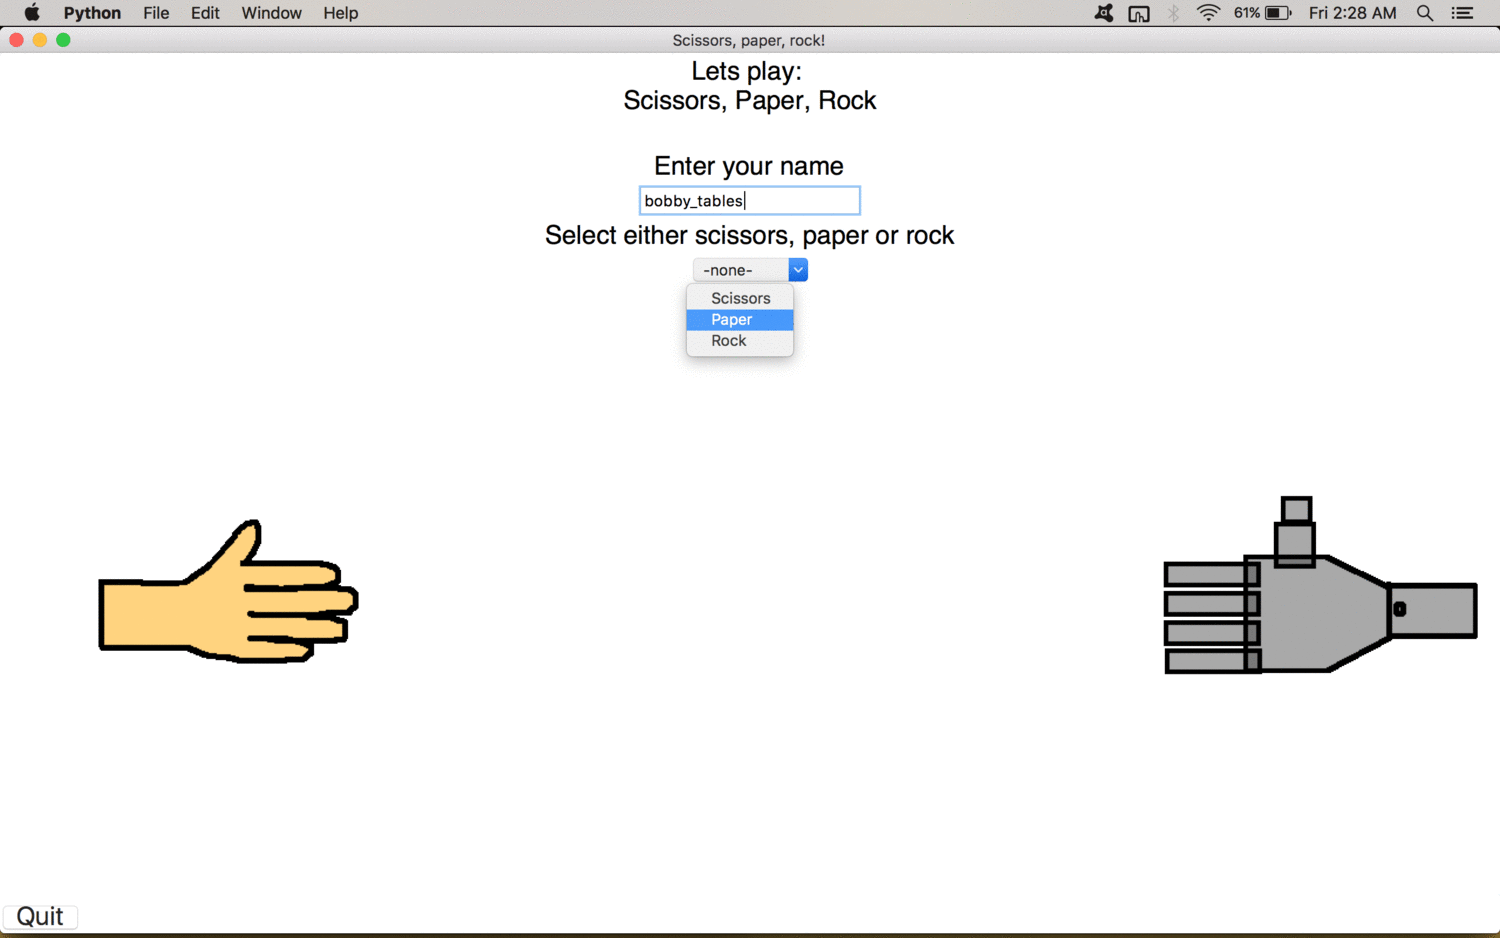 Python File Edit Window Help 61% Fri 2:28 AM
Scissors, paper, rock!
Lets play:
Scissors, Paper, Rock
Enter your name
bobby_tables
Select either scissors, paper or rock
-none-
Scissors
Paper
Rock
Quit